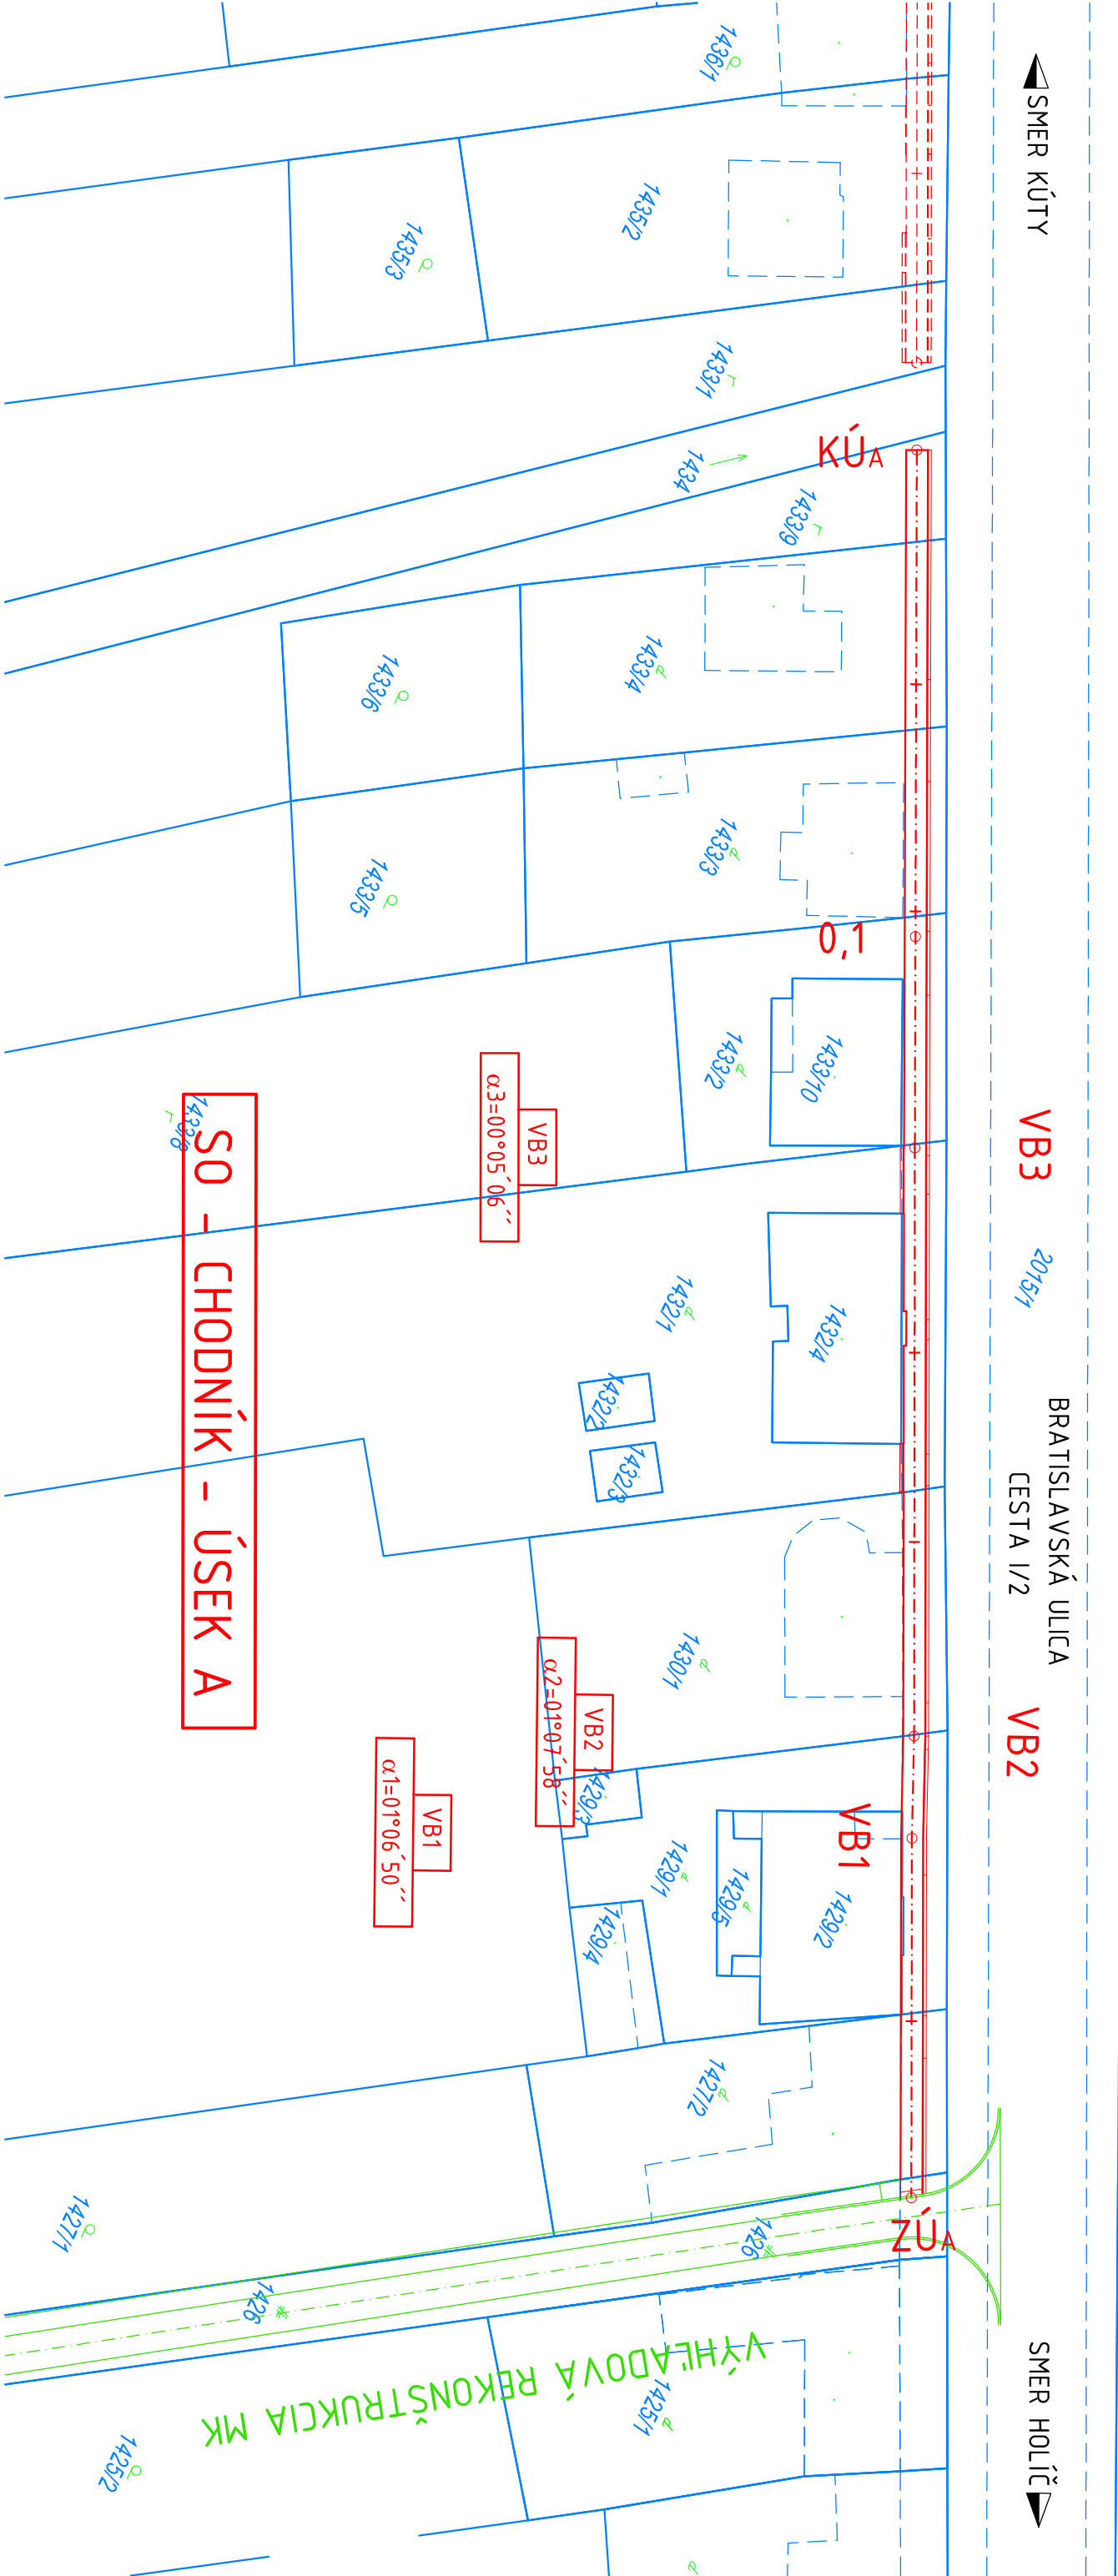 SMER KÚTY
1436/1
1435/2
1435/3
1433/1
1434
KÚA
1433/9
1433/4
1433/6
1433/3
1433/5
0,1
1433/2
1433/10
VB3
α3=00°05´06´´
VB3
1433/8
SO - CHODNÍK - ÚSEK A
2015/1
1432/1
1432/4
1432/2
1432/3
BRATISLAVSKÁ ULICA
CESTA I/2
1430/1
VB2
VB2
α2=01°07´58´´
1429/3
VB1
α1=01°06´50´´
VB1
1429/1
1429/5
1429/2
1429/4
1427/2
1427/1
1426
ZÚA
1426
VÝHĽADOVÁ REKONŠTRUKCIA MK
1425/1
1425/2
SMER HOLÍČ